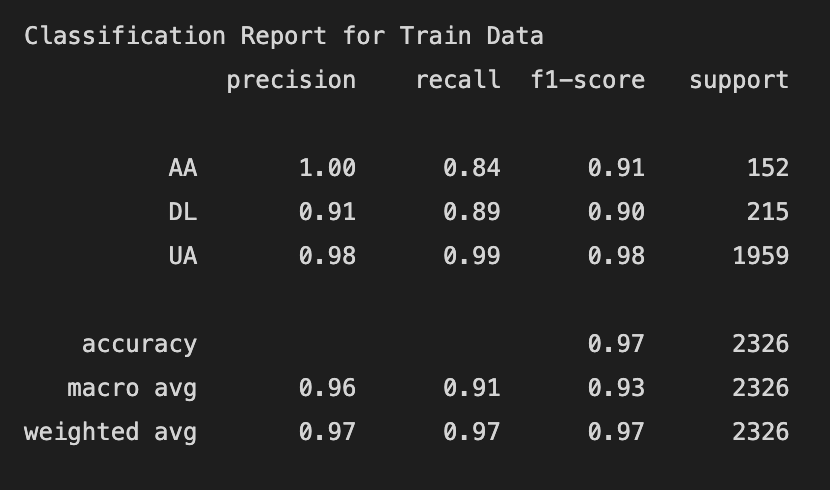 Classification Report for Train Data
precision recall f1-score support
AA 1.00 0.84 0.91 152
DL 0.91 0.89 0.90 215
UA 0.98 0.99 0.98 1959
accuracy 0.97 2326
macro avg 0.96 0.91 0.93 2326
weighted avg 0.97 0.97 0.97 2326